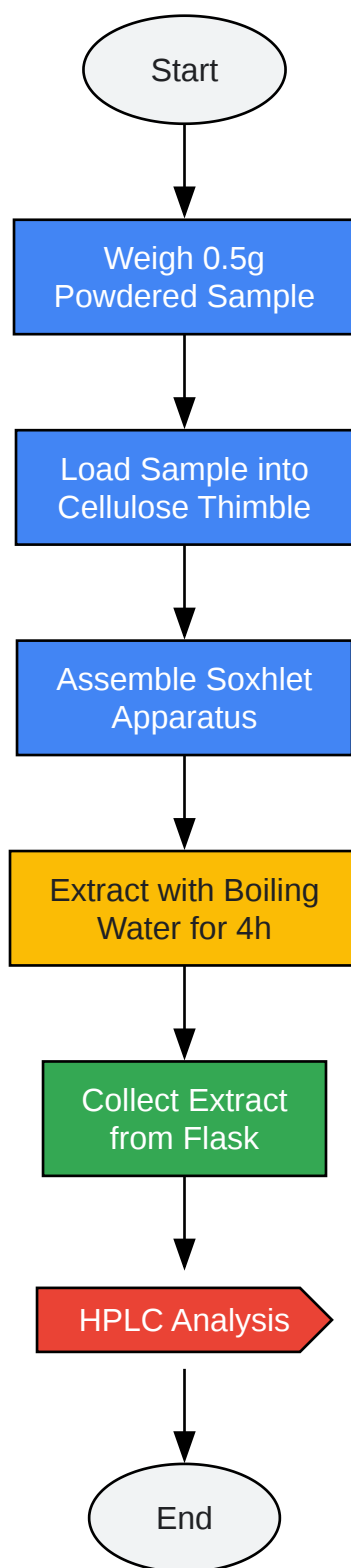 Start
Weigh 0.5g
Powdered Sample
Load Sample into
Cellulose Thimble
Assemble Soxhlet
Apparatus
Extract with Boiling
Water for 4h
Collect Extract
from Flask
HPLC Analysis
End